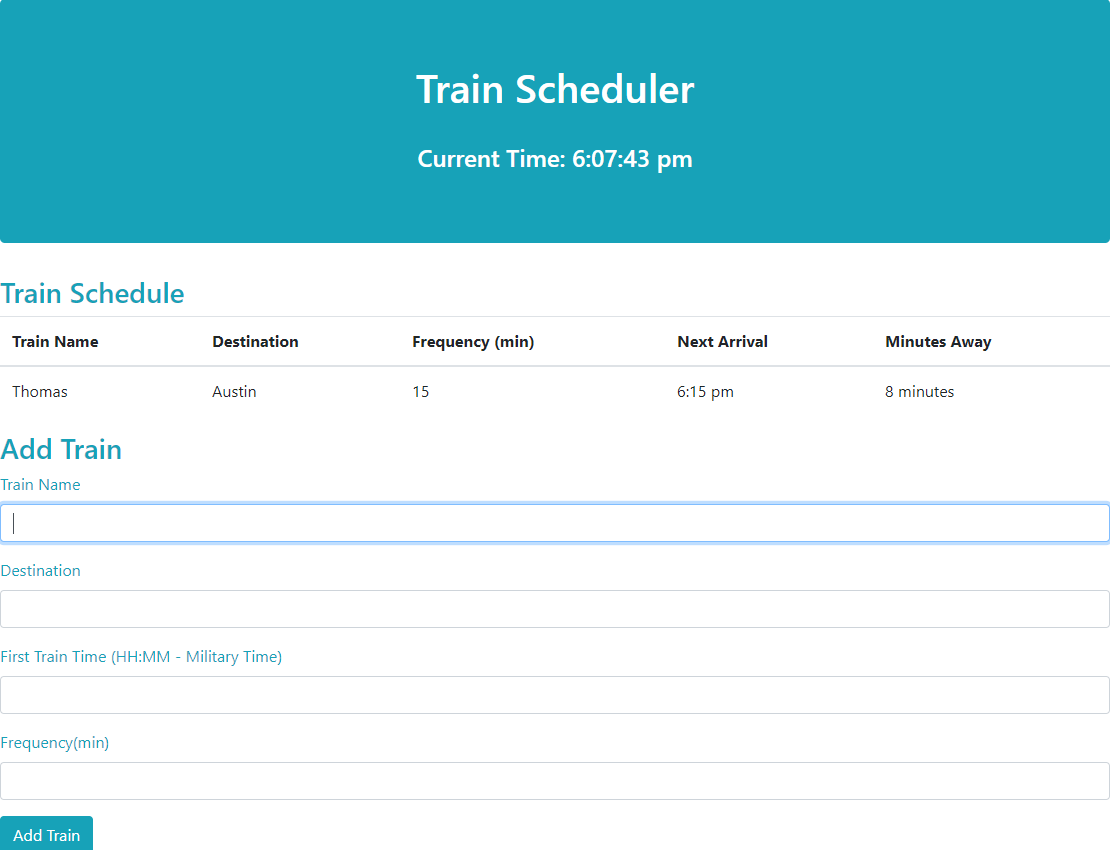 Train Scheduler
Current Time: 6:07:43 pm
Train Schedule
Train Name Destination Frequency (min) Next Arrival Minutes Away
Thomas Austin 15 6:15 pm 8 minutes
Add Train
Train Name
Destination
First Train Time (HH:MM - Military Time)
Frequency(min)
Add Train